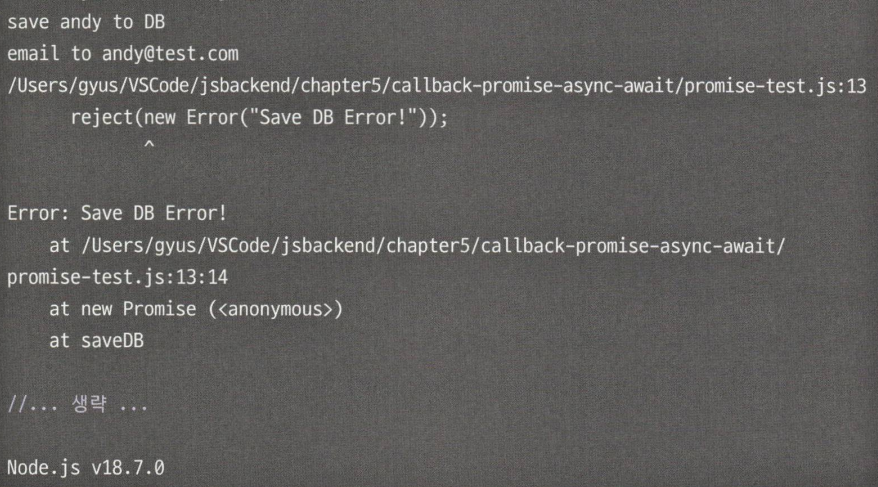 save andy to DB
email to andy@test.com
/Users/gyus/VSCode/jsbackend/chapter5/callback-promise-async-await/promise-test.js:13
      reject(new Error("Save DB Error!"));
             ^
Error: Save DB Error!
    at /Users/gyus/VSCode/jsbackend/chapter5/callback-promise-async-await/
promise-test.js:13:14
    at new Promise (<anonymous>)
    at saveDB
//... 생략 ...
Node.js v18.7.0